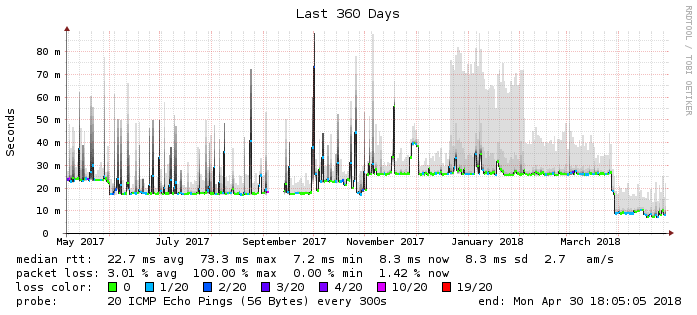 Last 360 Days
RRDTOOL / TOBI OETIKER
Seconds
80 m
70 m
60 m
50 m
40 m
30 m
20 m
10 m
0
May 2017 July 2017 September 2017 November 2017 January 2018 March 2018
median rtt: 22.7 ms avg 73.3 ms max 7.2 ms min 8.3 ms now 8.3 ms sd 2.7 am/s
packet loss: 3.01 % avg 100.00 % max 0.00 % min 1.42 % now
loss color: 0 1/20 2/20 3/20 4/20 10/20 19/20
probe: 20 ICMP Echo Pings (56 Bytes) every 300s end: Mon Apr 30 18:05:05 2018